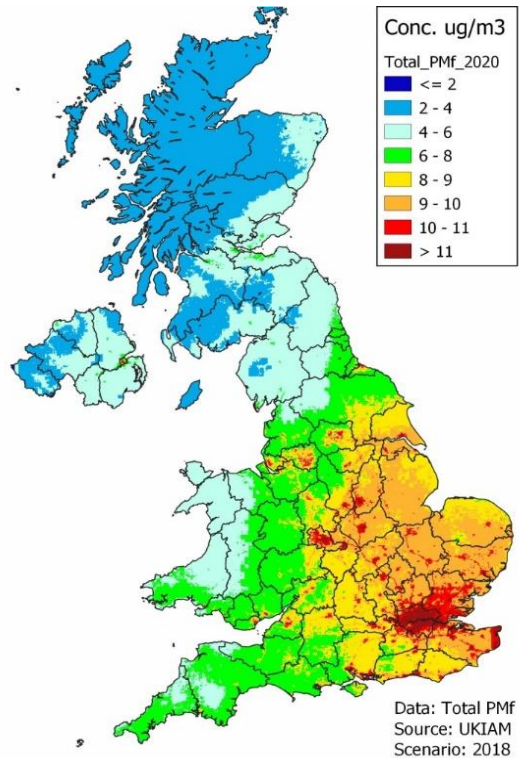 Conc. ug/m3
Total_PMf_2020
<= 2
2 - 4
4 - 6
6 - 8
8 - 9
9 - 10
10 - 11
> 11
Data: Total PMf
Source: UKIAM
Scenario: 2018